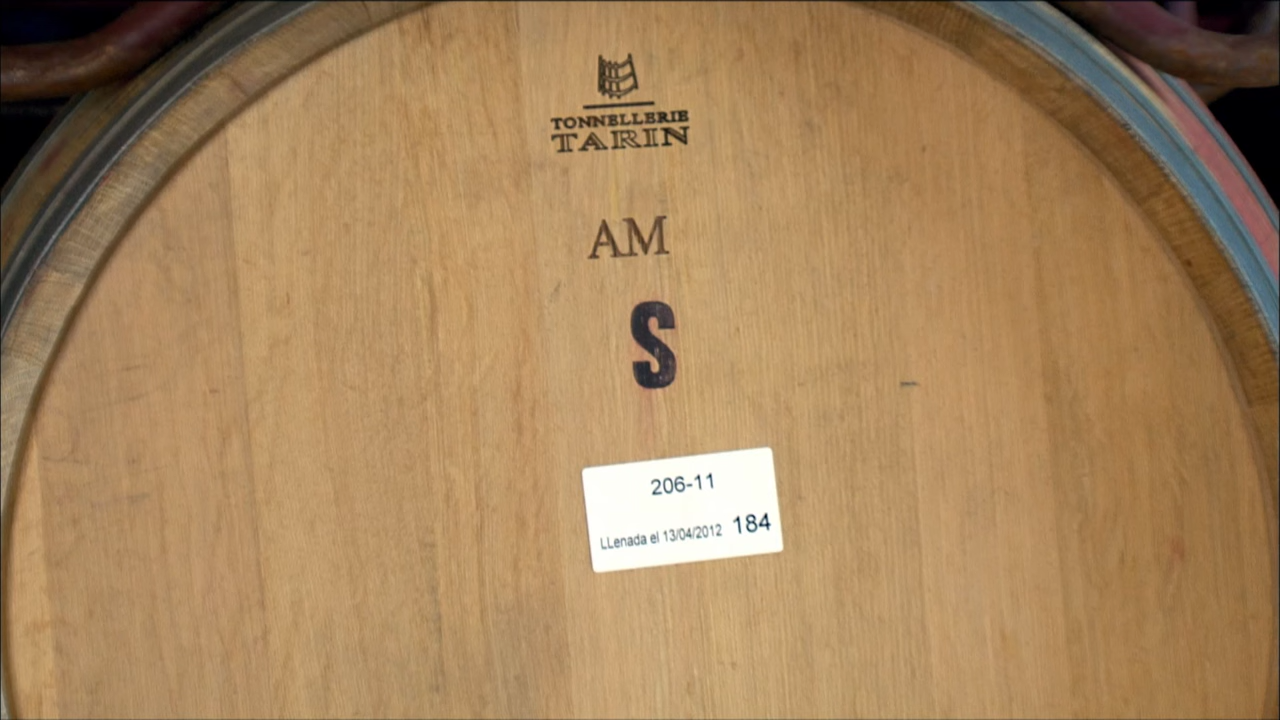 TONNELLERIE
TARIN
AM
S
206-11
LLenada el 13/04/2012 184